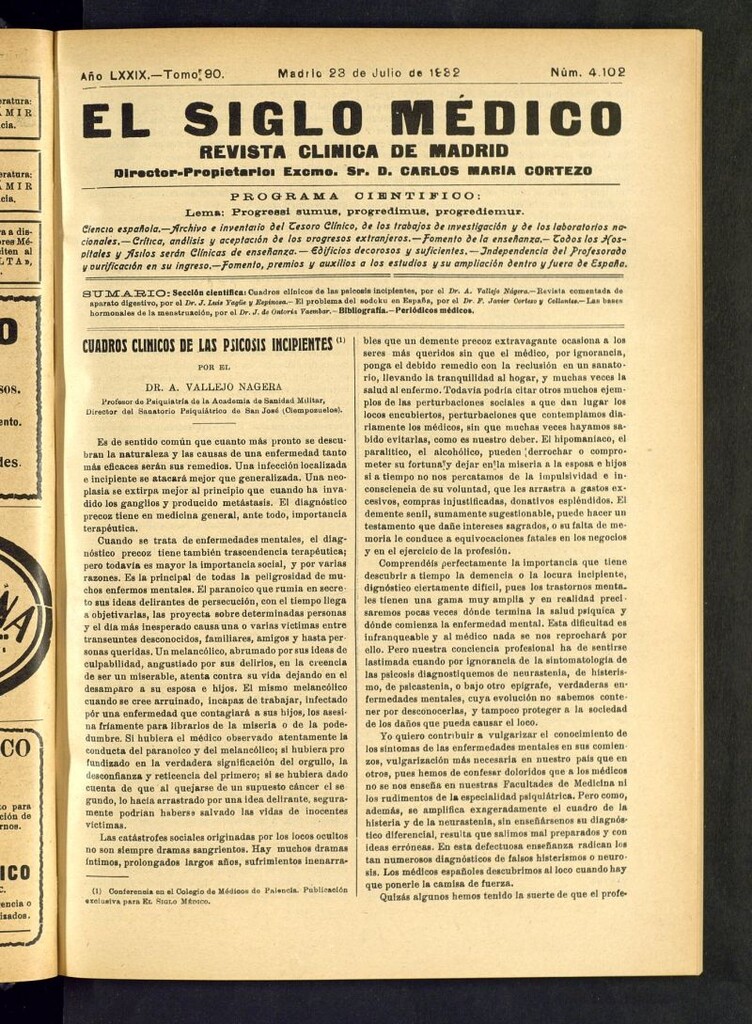 Año LXXIX.—Tomo 90.
Madrid 23 de Julio de 1932
Núm. 4.102
EL SIGLO MÉDICO
REVISTA CLINICA DE MADRID
Director-Propietario: Excmo. Sr. D. CARLOS MARIA CORTEZO
PROGRAMA CIENTIFICO:
Lema: Progressi sumus, progredimus, progrediemur.
Ciencia española.—Archivo e inventario del Tesoro Clínico, de los trabajos de investigación y de los laboratorios na-
cionales.—Crítica, análisis y aceptación de los progresos extranjeros.—Fomento de la enseñanza.—Todos los Hos-
pitales y Asilos serán Clínicas de enseñanza.—Edificios decorosos y suficientes.—Independencia del Profesorado
y purificación en su ingreso.—Fomento, premios y auxilios a los estudios y su ampliación dentro y fuera de España.
SUMARIO: Sección científica: Cuadros clínicos de las psicosis incipientes, por el Dr. A. Vallejo Nágera.—Revista comentada de
aparato digestivo, por el Dr. J. Luis Yagüe y Espinosa.—El problema del sodoku en España, por el Dr. F. Javier Cortezo y Collantes.—Las bases
hormonales de la menstruación, por el Dr. J. de Ontoria Vaembar.—Bibliografía.—Periódicos médicos.
CUADROS CLINICOS DE LAS PSICOSIS INCIPIENTES (1)
POR EL
DR. A. VALLEJO NAGERA
Profesor de Psiquiatría de la Academia de Sanidad Militar,
Director del Sanatorio Psiquiátrico de San José (Ciempozuelos).
Es de sentido común que cuanto más pronto se descu-
bran la naturaleza y las causas de una enfermedad tanto
más eficaces serán sus remedios. Una infección localizada
e incipiente se atacará mejor que generalizada. Una neo-
plasia se extirpa mejor al principio que cuando ha inva-
dido los ganglios y producido metástasis. El diagnóstico
precoz tiene en medicina general, ante todo, importancia
terapéutica.
Cuando se trata de enfermedades mentales, el diag-
nóstico precoz tiene también trascendencia terapéutica;
pero todavía es mayor la importancia social, y por varias
razones. Es la principal de todas la peligrosidad de mu-
chos enfermos mentales. El paranoico que rumia en secre-
to sus ideas delirantes de persecución, con el tiempo llega
a objetivarlas, las proyecta sobre determinadas personas
y el día más inesperado causa una o varias víctimas entre
transeuntes desconocidos, familiares, amigos y hasta per-
sonas queridas. Un melancólico, abrumado por sus ideas de
culpabilidad, angustiado por sus delirios, en la creencia
de ser un miserable, atenta contra su vida dejando en el
desamparo a su esposa e hijos. El mismo melancólico
cuando se cree arruinado, incapas de trabajar, infectado
pór una enfermedad que contagiará a sus hijos, los asesi-
na fríamente para librarlos de la miseria o de la pode-
dumbre. Si hubiera el médico observado atentamente la
conducta del paranoico y del melancólico; si hubiera pro
fundizado en la verdadera significación del orgullo, la
desconfianza y reticencia del primero; si se hubiera dado
cuenta de que al quejarse de un supuesto cáncer el se-
gundo, lo hacía arrastrado por una idea delirante, segura-
mente podrían haberse salvado las vidas de inocentes
víctimas.
Las catástrofes sociales originadas por los locos ocultos
no son siempre dramas sangrientos. Hay muchos dramas
íntimos, prolongados largos años, sufrimientos inenarra-
(1) Conferencia en el Colegio de Médicos de Palencia. Publicación
exclusiva para EL SIGLO MÉDICO.
bles que un demente precoz extravagante ocasiona a los
seres más queridos sin que el médico, por ignorancia,
ponga el debido remedio con la reclusión en un sanato-
rio, llevando la tranquilidad al hogar, y muchas veces la
salud al enfermo. Todavía podría citar otros muchos ejem-
plos de las perturbaciones sociales a que dan lugar los
locos encubiertos, perturbaciones que contemplamos dia-
riamente los médicos, sin que muchas veces hayamos sa-
bido evitarlas, como es nuestro deber. El hipomaníaco, el
paralítico, el alcohólico, pueden derrochar o compro-
meter su fortuna y dejar en la miseria a la esposa e hijos
si a tiempo no nos percatamos de la impulsividad e in-
consciencia de su voluntad, que les arrastra a gastos ex-
cesivos, compras injustificadas, donativos espléndidos. El
demente senil, sumamente sugestionable, puede hacer un
testamento que dañe intereses sagrados, o su falta de me-
moria le conduce a equivocaciones fatales en los negocios
y en el ejercicio de la profesión.
Comprendéis perfectamente la importancia que tiene
descubrir a tiempo la demencia o la locura incipiente,
dignóstico ciertamente difícil, pues los trastornos menta-
les tienen una gama muy amplia y en realidad preci-
saremos pocas veces dónde termina la salud psíquica y
dónde comienza la enfermedad mental. Esta dificultad es
infranqueable y al médico nada se nos reprochará por
ello. Pero nuestra conciencia profesional ha de sentirse
lastimada cuando por ignorancia de la sintomatología de
las psicosis diagnostiquemos de neurastenia, de histeris-
mo, de psicastenia, o bajo otro epígrafe, verdaderas en-
fermedades mentales, cuya evolución no sabemos conte-
ner por desconocerlas, y tampoco proteger a la sociedad
de los daños que pueda causar el loco.
Yo quiero contribuir a vulgarizar el conocimiento de
los síntomas de las enfermedades mentales en sus comien-
zos, vulgarización más necesaria en nuestro país que en
otros, pues hemos de confesar doloridos que a los médicos
no se nos enseña en nuestras Facultades de Medicina ni
los rudimentos de la especialidad psiquiátrica. Pero como,
además, se amplifica exageradamente el cuadro de la
histeria y de la neurastenia, sin enseñársenos su diagnós-
tico diferencial, resulta que salimos mal preparados y con
ideas erróneas. En esta defectuosa enseñanza radican los
tan numerosos diagnósticos de falsos histerismos o neuro-
sis. Los médicos españoles descubrimos al loco cuando hay
que ponerle la camisa de fuerza.
Quizás algunos hemos tenido la suerte de que el profe-
eratura:
AMIR
cia.
eratura:
AMIR
cia.
a a dis-
ores Mé-
citen al
LTA»,
O
sos.
ento.
des.
NA
CO
to para
ción de
rnos.
ICO
C.
encia o
izados.